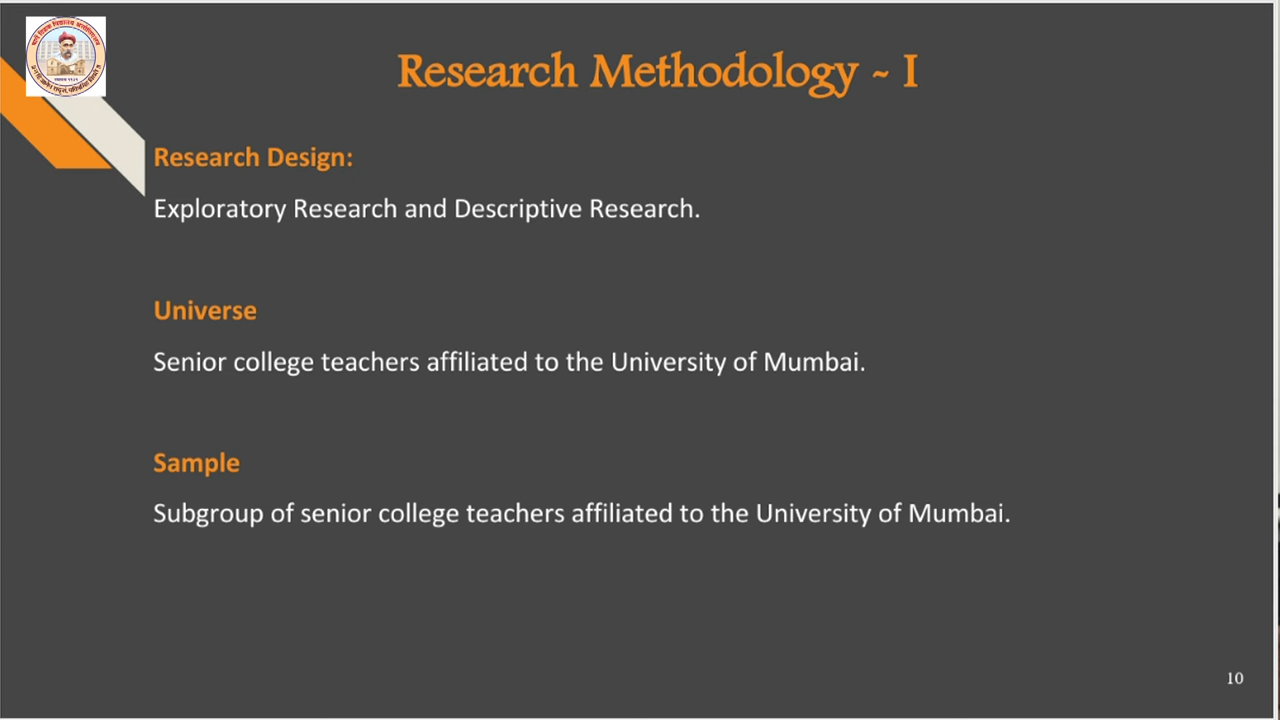 Research Methodology - I
Research Design:
Exploratory Research and Descriptive Research.
Universe
Senior college teachers affiliated to the University of Mumbai.
Sample
Subgroup of senior college teachers affiliated to the University of Mumbai.
10